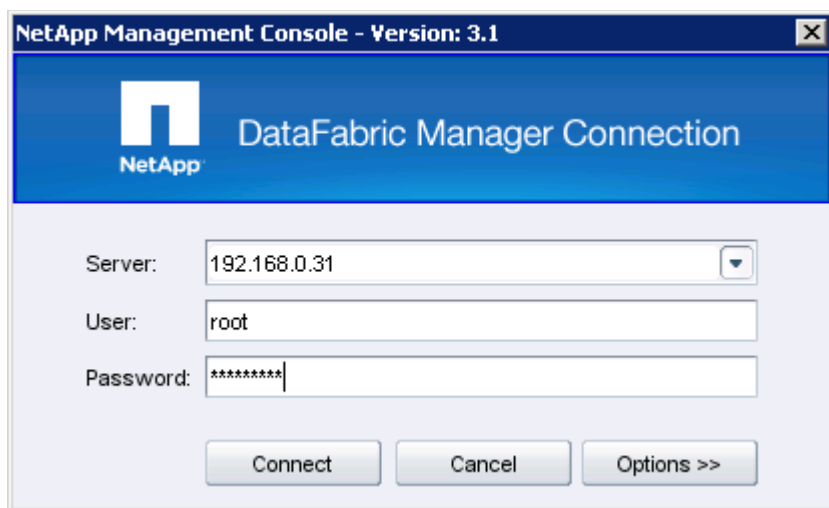 NetApp Management Console - Version: 3.1
NetApp
DataFabric Manager Connection
Server: 192.168.0.31
User: root
Password: *********
Connect Cancel Options >>